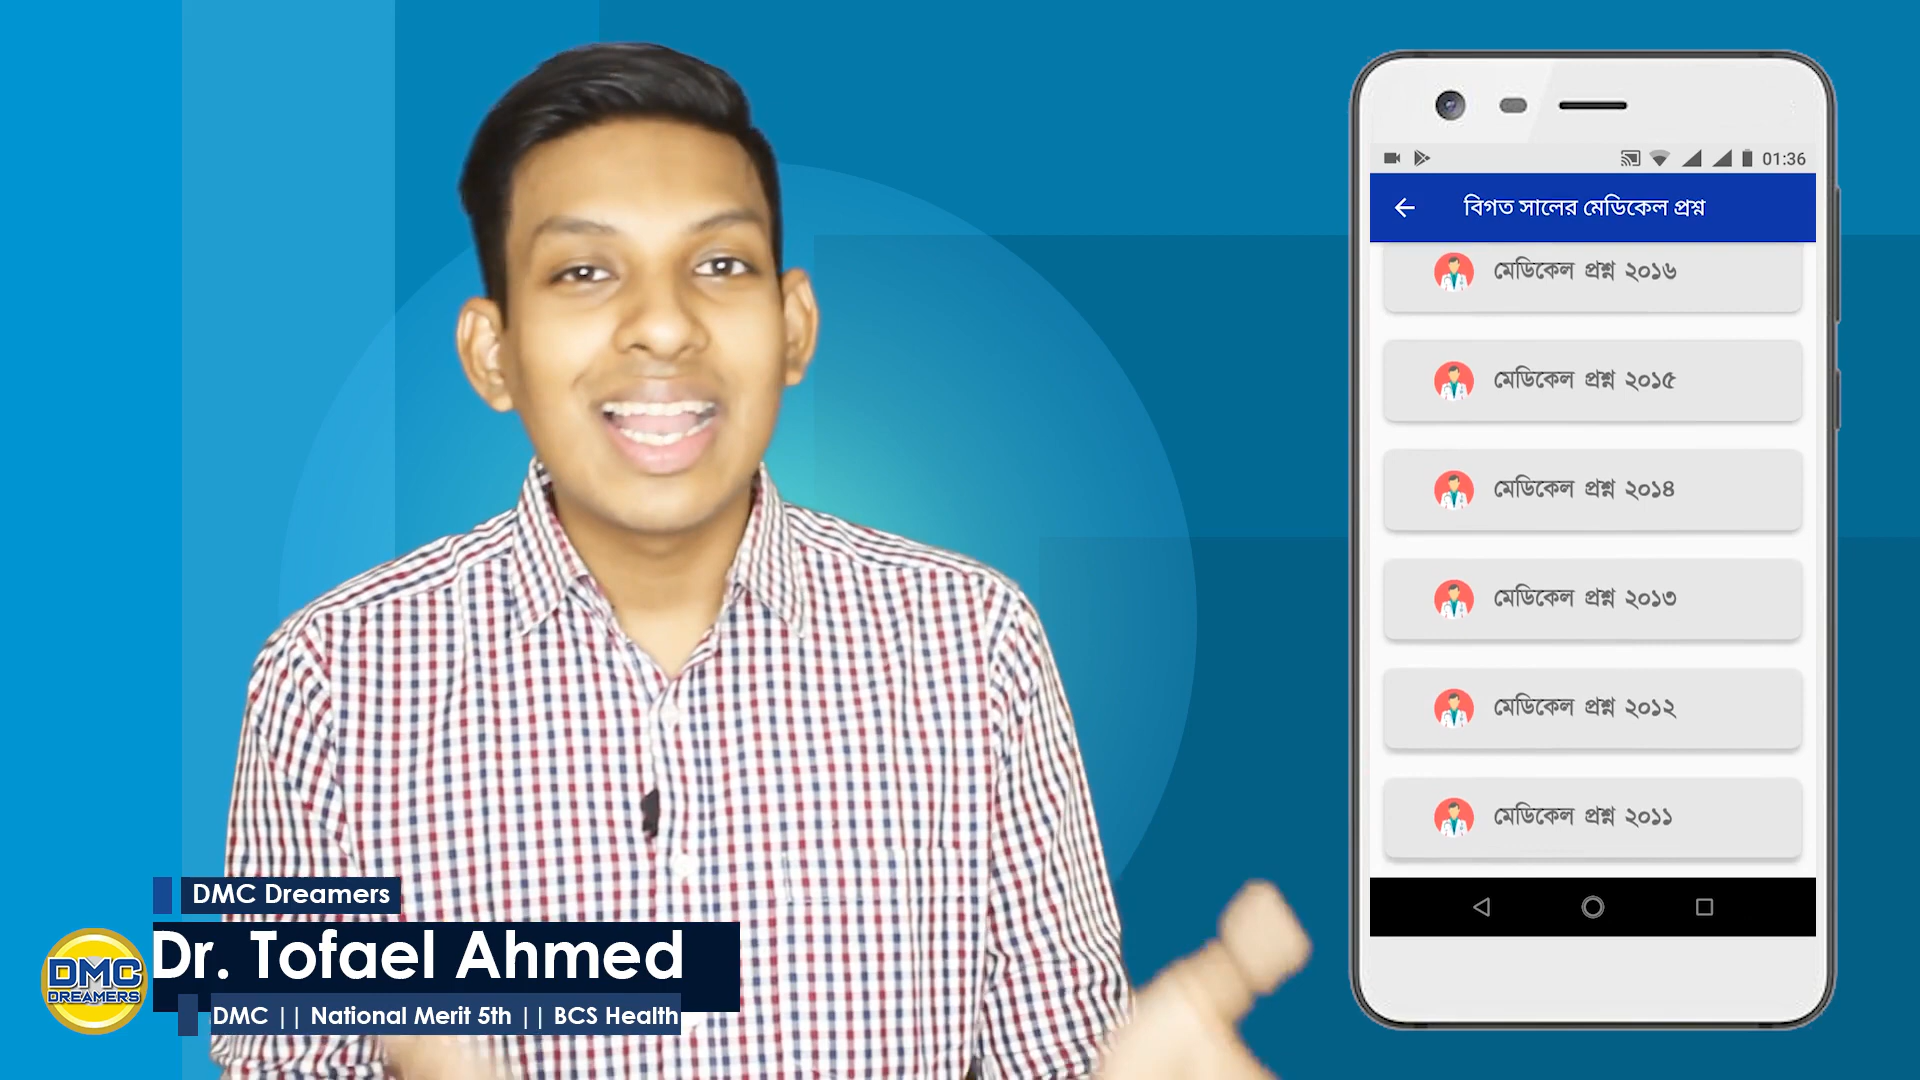 DMC Dreamers
Dr. Tofael Ahmed
DMC || National Merit 5th || BCS Health
DMC
DREAMERS
01:36
বিগত সালের মেডিকেল প্রশ্ন
মেডিকেল প্রশ্ন ২০১৬
মেডিকেল প্রশ্ন ২০১৫
মেডিকেল প্রশ্ন ২০১৪
মেডিকেল প্রশ্ন ২০১৩
মেডিকেল প্রশ্ন ২০১২
মেডিকেল প্রশ্ন ২০১১